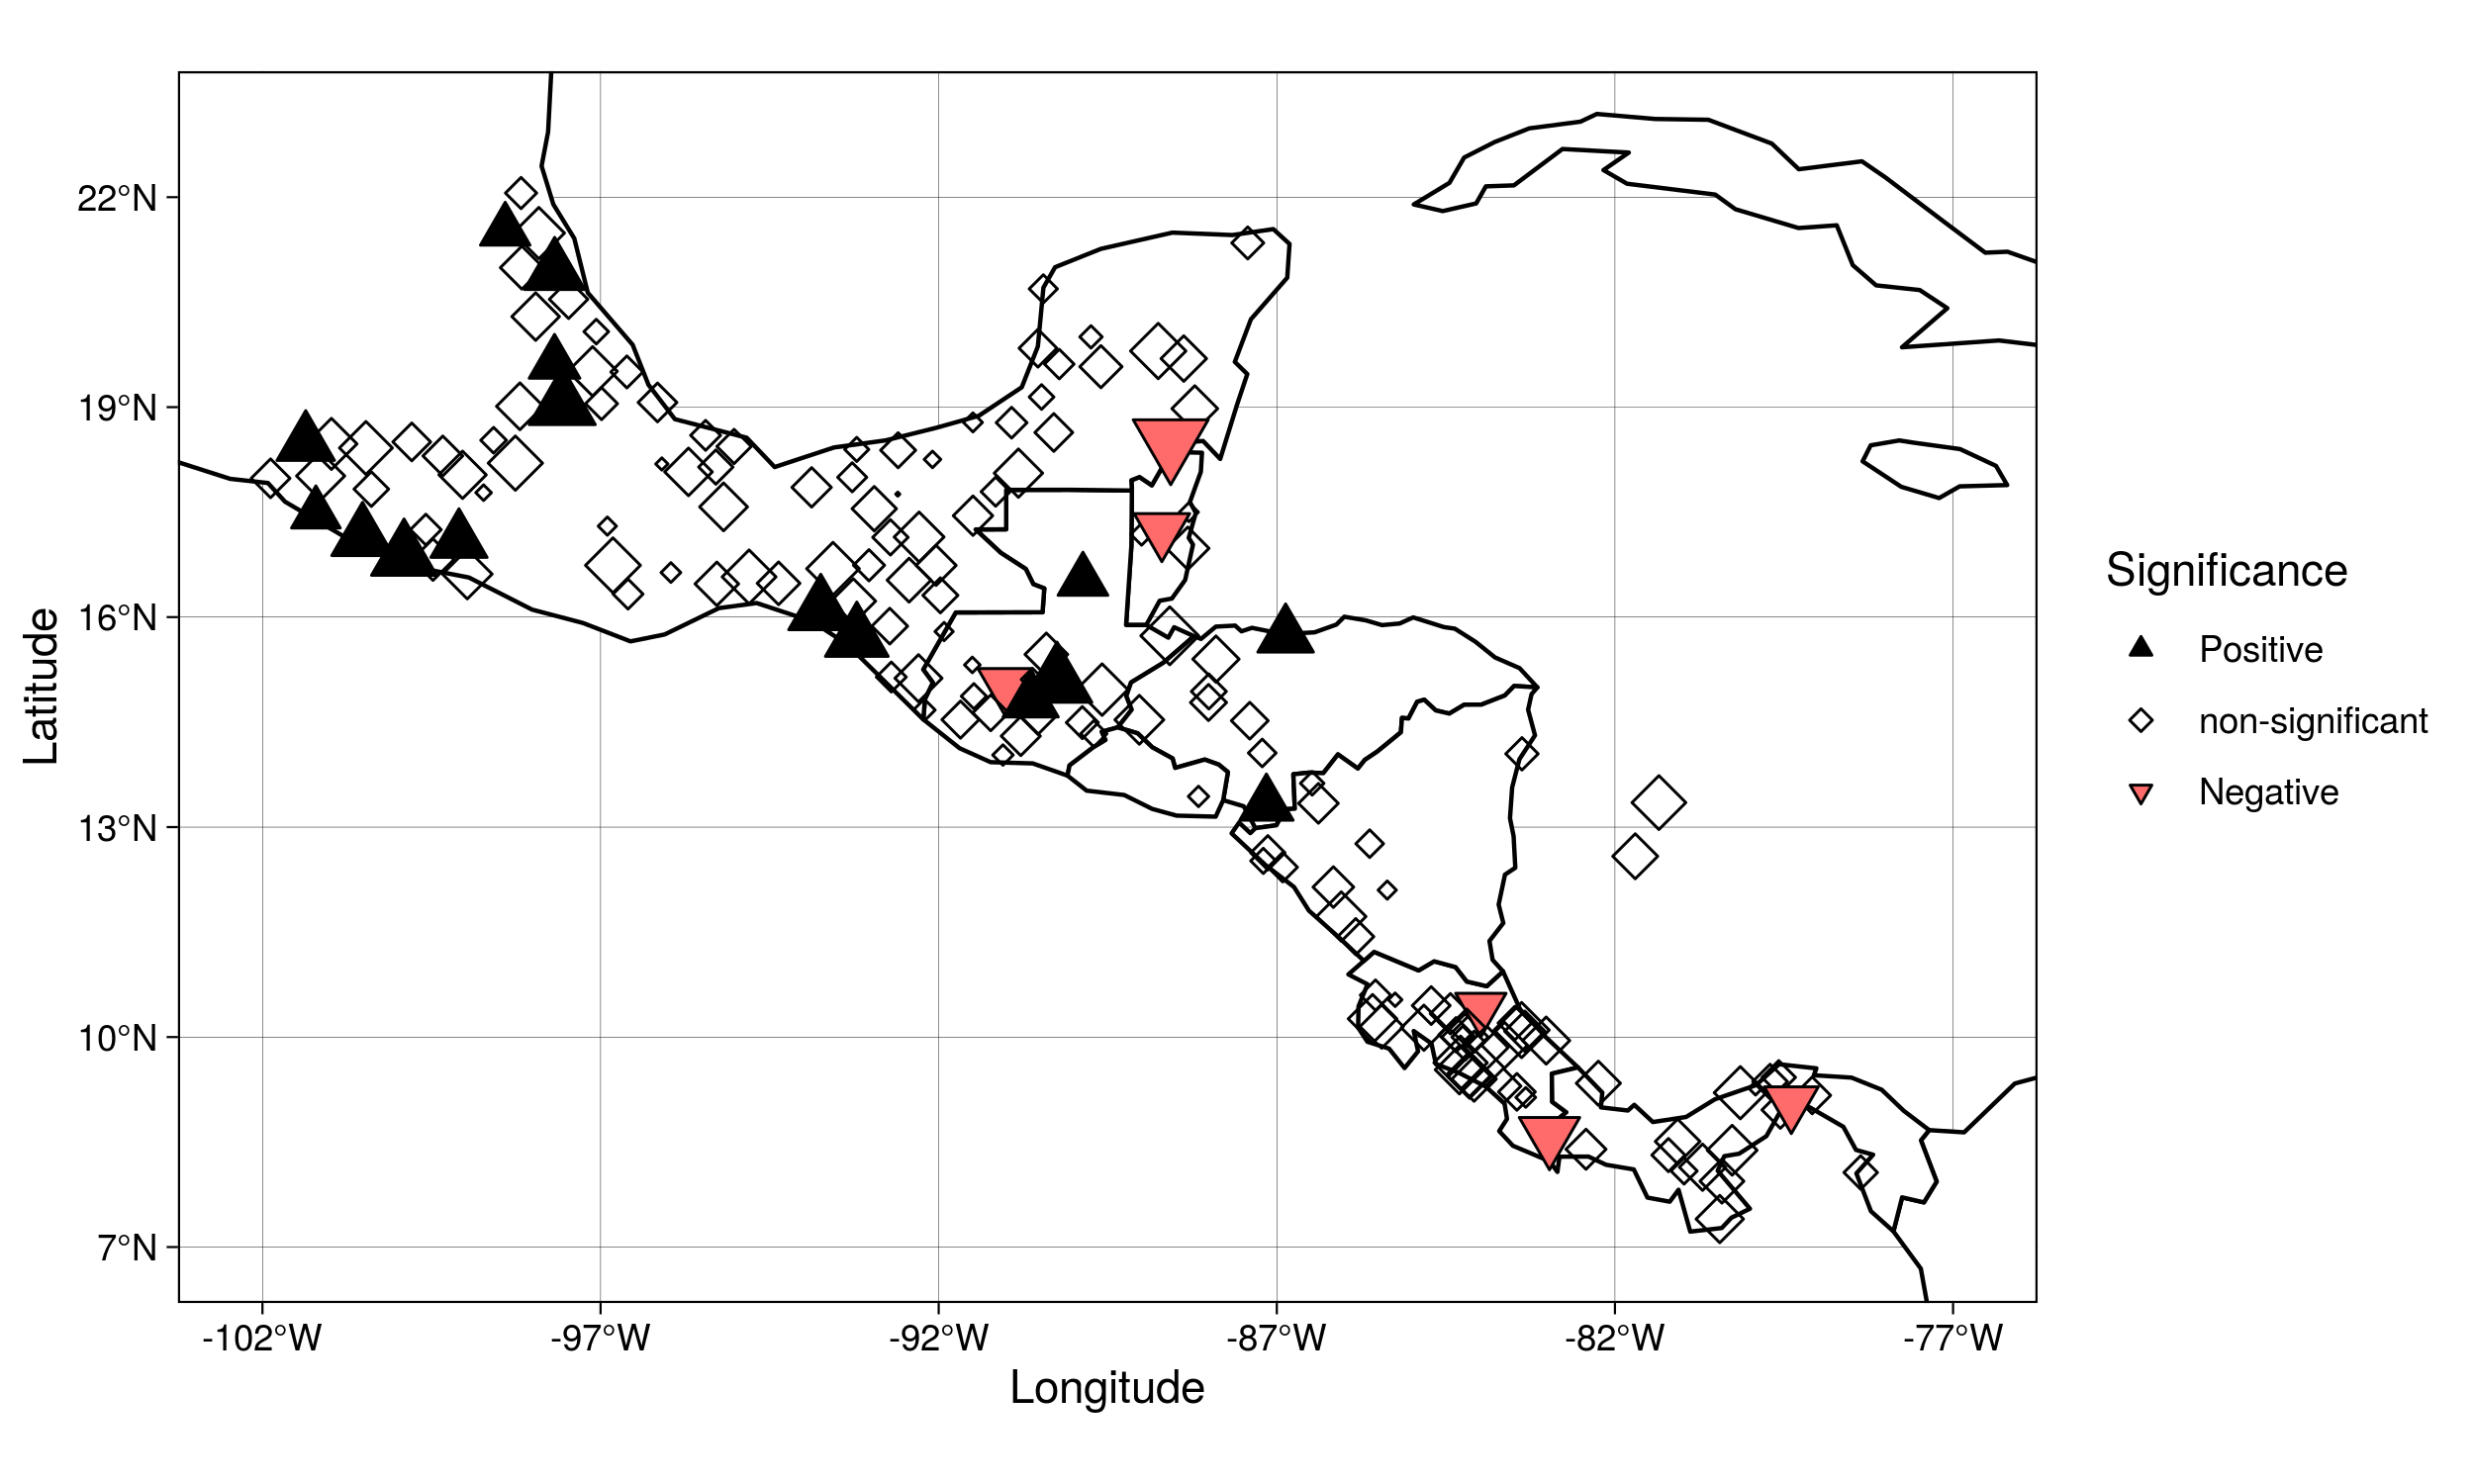 22°N
19°N
16°N
13°N
10°N
7°N
Latitude
-102°W
-97°W
-92°W
-87°W
-82°W
-77°W
Longitude
Significance
Positive
non-significant
Negative